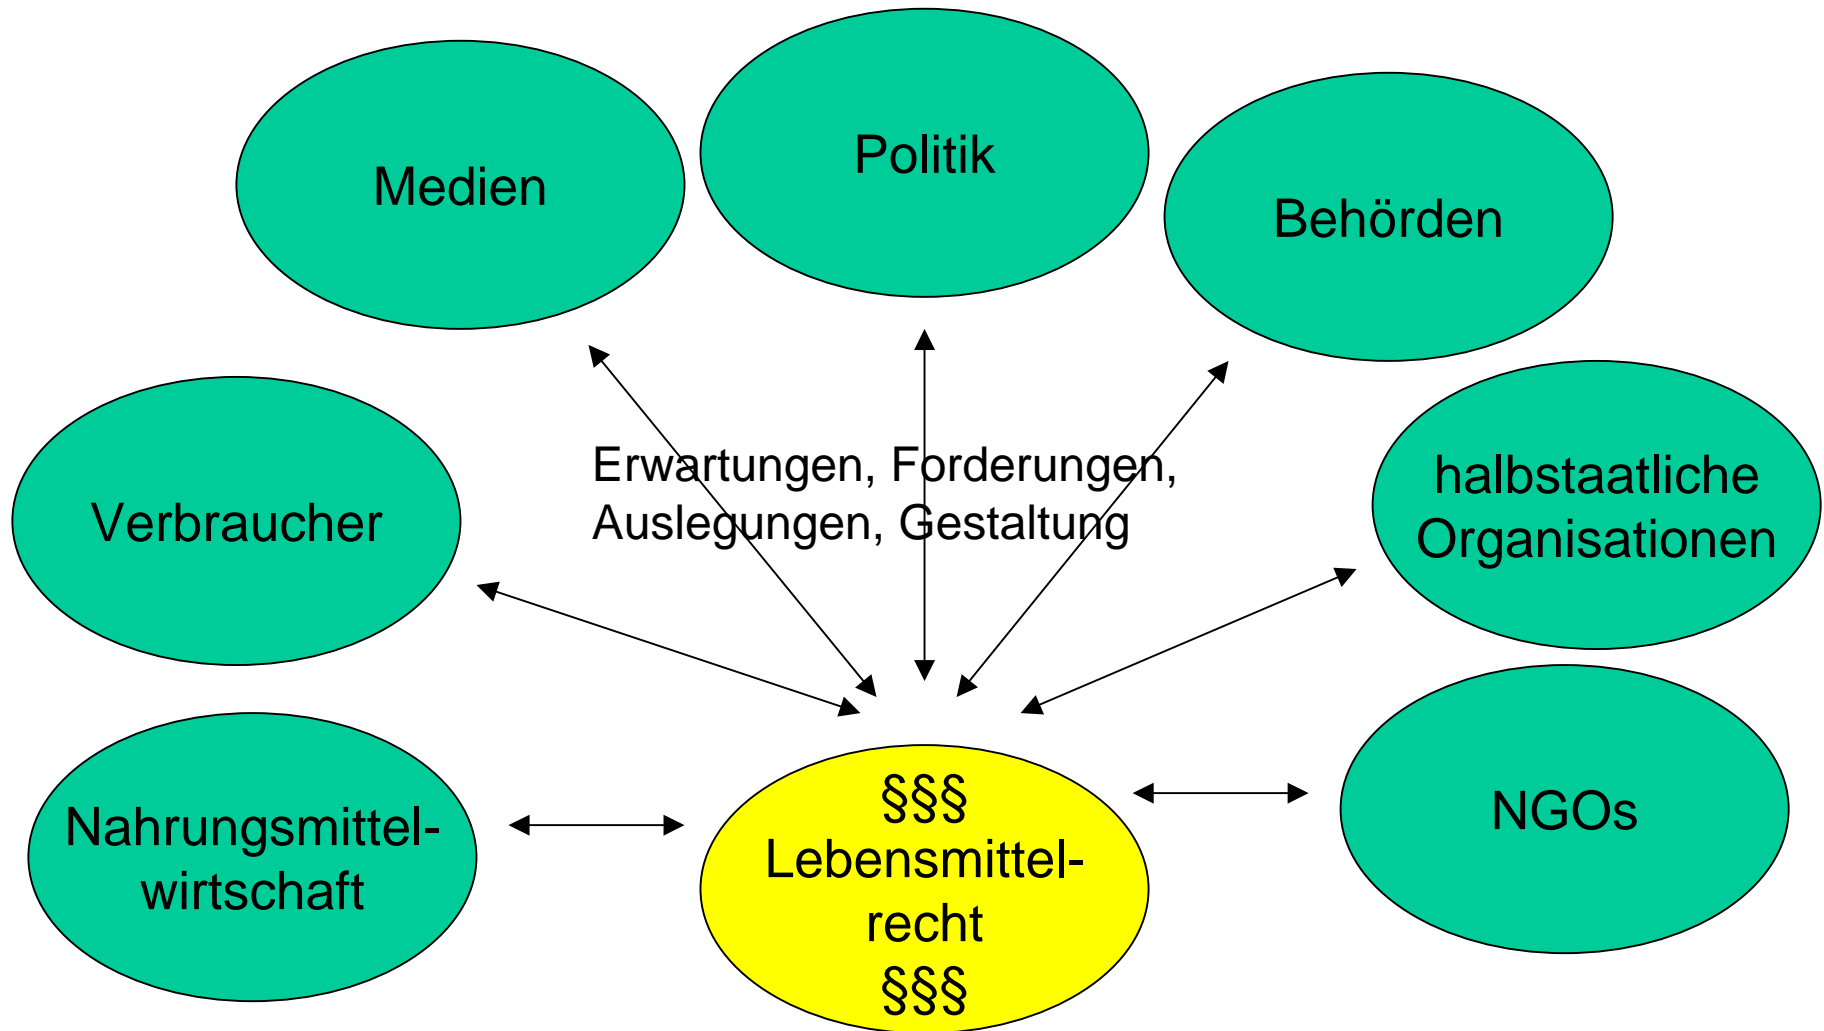 Medien
Politik
Behörden
Verbraucher
Erwartungen, Forderungen,
Auslegungen, Gestaltung
halbstaatliche
Organisationen
Nahrungsmittel-
wirtschaft
§§§
Lebensmittel-
recht
§§§
NGOs